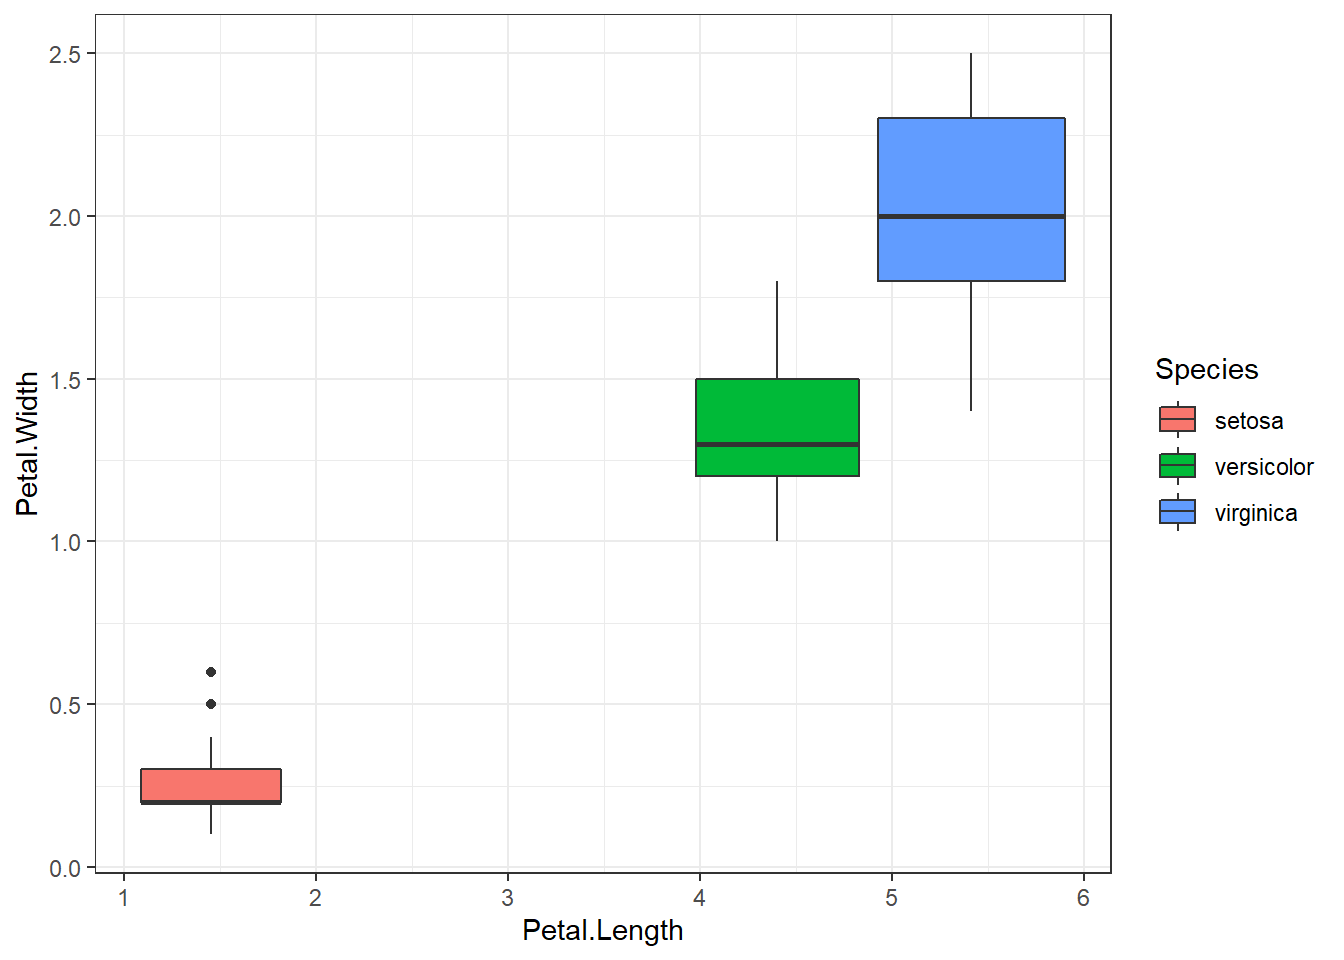 2.5
2.0
1.5
1.0
0.5
0.0
Petal.Width
1 2 3 4 5 6
Petal.Length
Species
setosa
versicolor
virginica